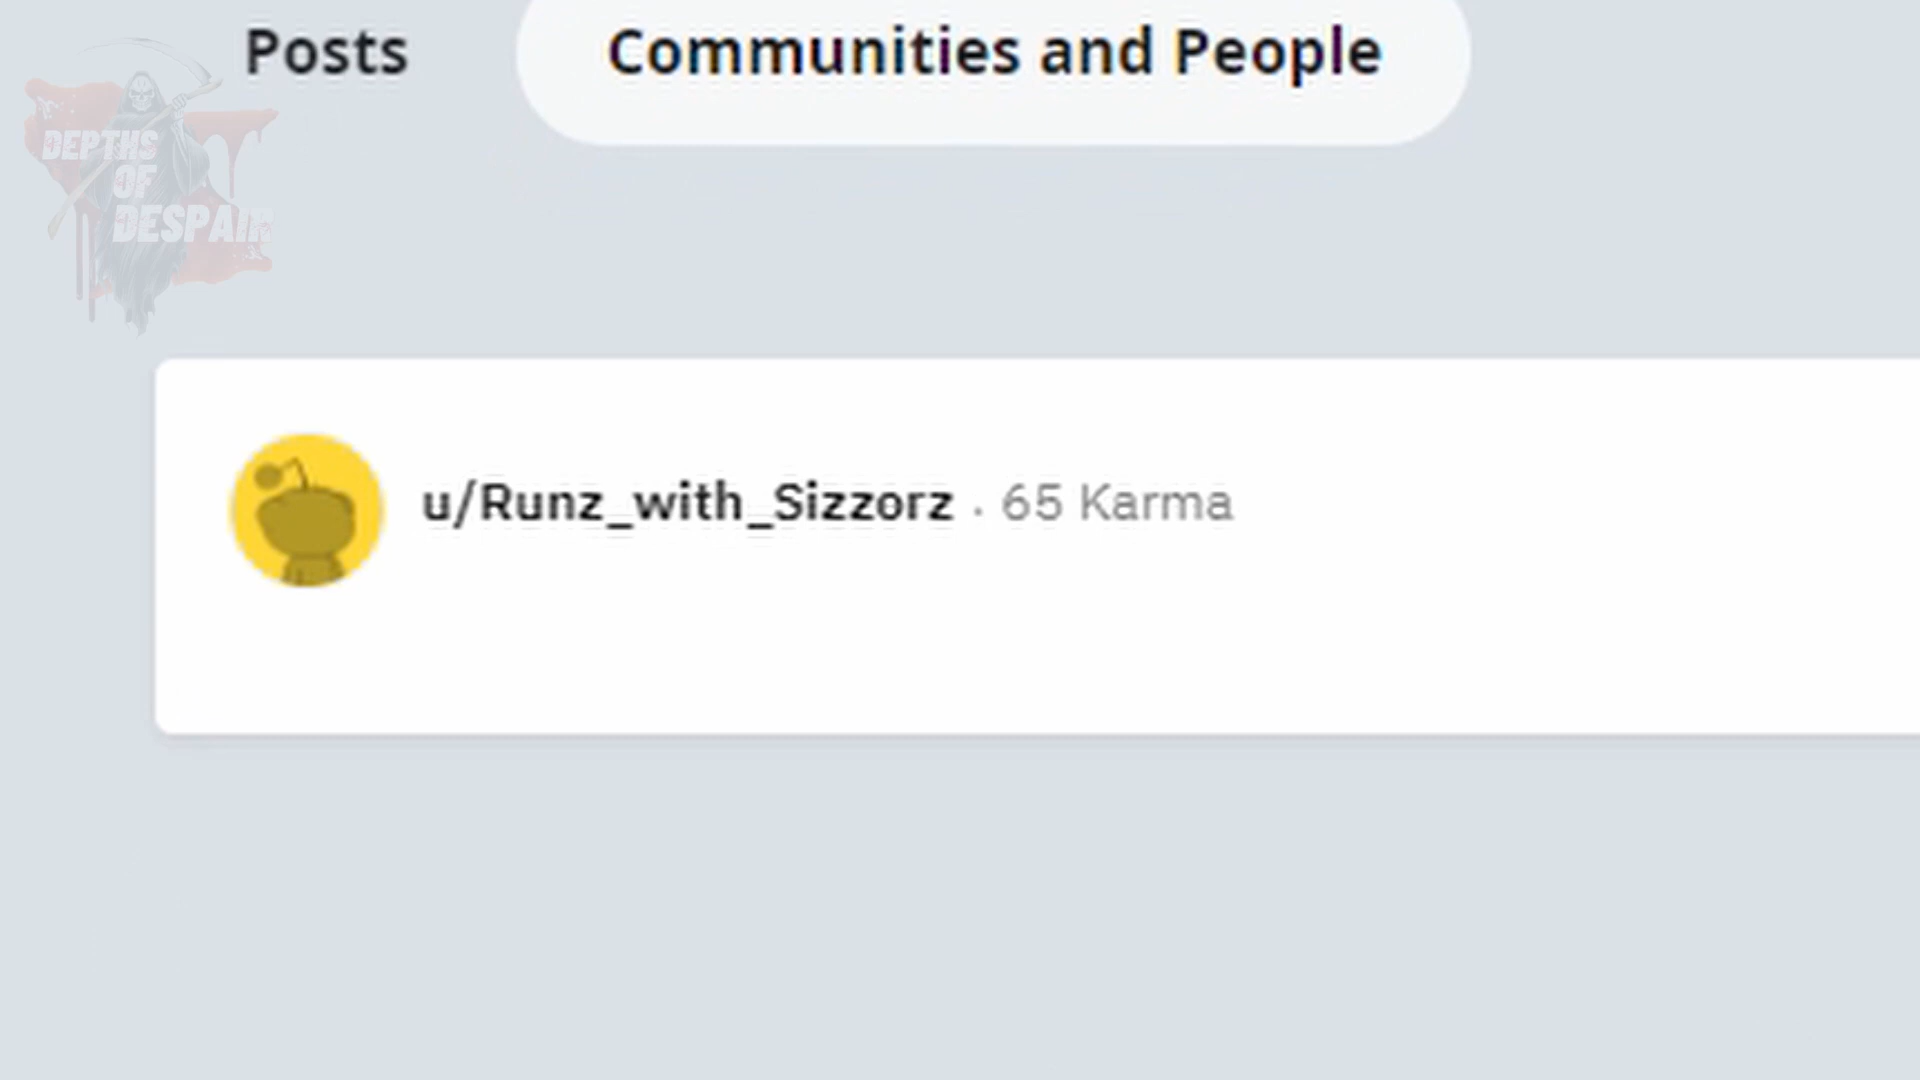 Posts
Communities and People
DEPTHS
OF
DESPAIR
u/Runz_with_Sizzorz · 65 Karma